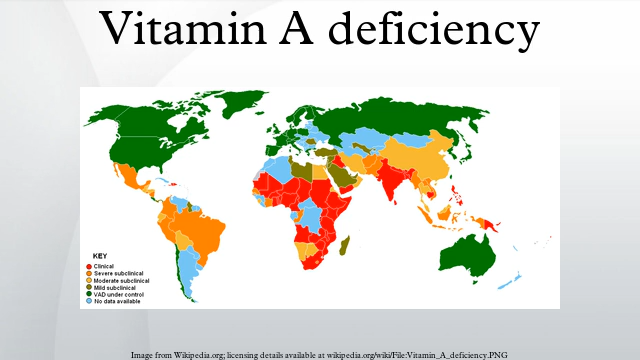 Vitamin A deficiency
KEY
Clinical
Severe subclinical
Moderate subclinical
Mild subclinical
VAD under control
No data available
Image from Wikipedia.org; licensing details available at wikipedia.org/wiki/File:Vitamin_A_deficiency.PNG